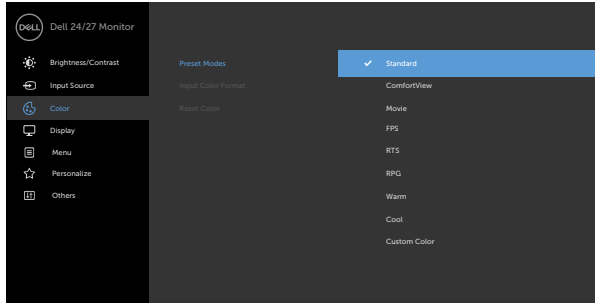 DELL
Dell 24/27 Monitor
Brightness/Contrast
Input Source
Color
Display
Menu
Personalize
Others
Preset Modes
Input Color Format
Reset Color
Standard
ComfortView
Movie
FPS
RTS
RPG
Warm
Cool
Custom Color